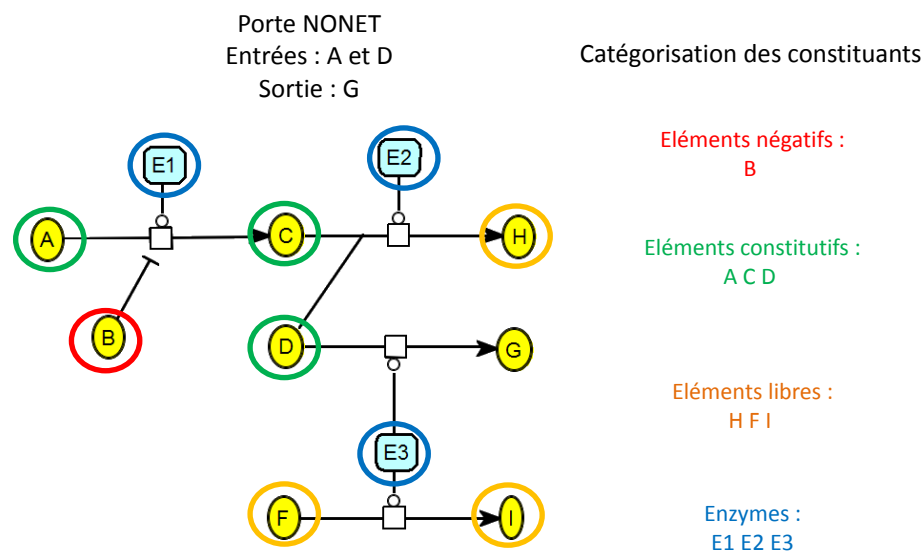 Porte NONET
Entrées : A et D
Sortie : G
Catégorisation des constituants
E1
E2
A
C
H
B
D
G
E3
F
I
Eléments négatifs :
B
Eléments constitutifs :
A C D
Eléments libres :
H F I
Enzymes :
E1 E2 E3